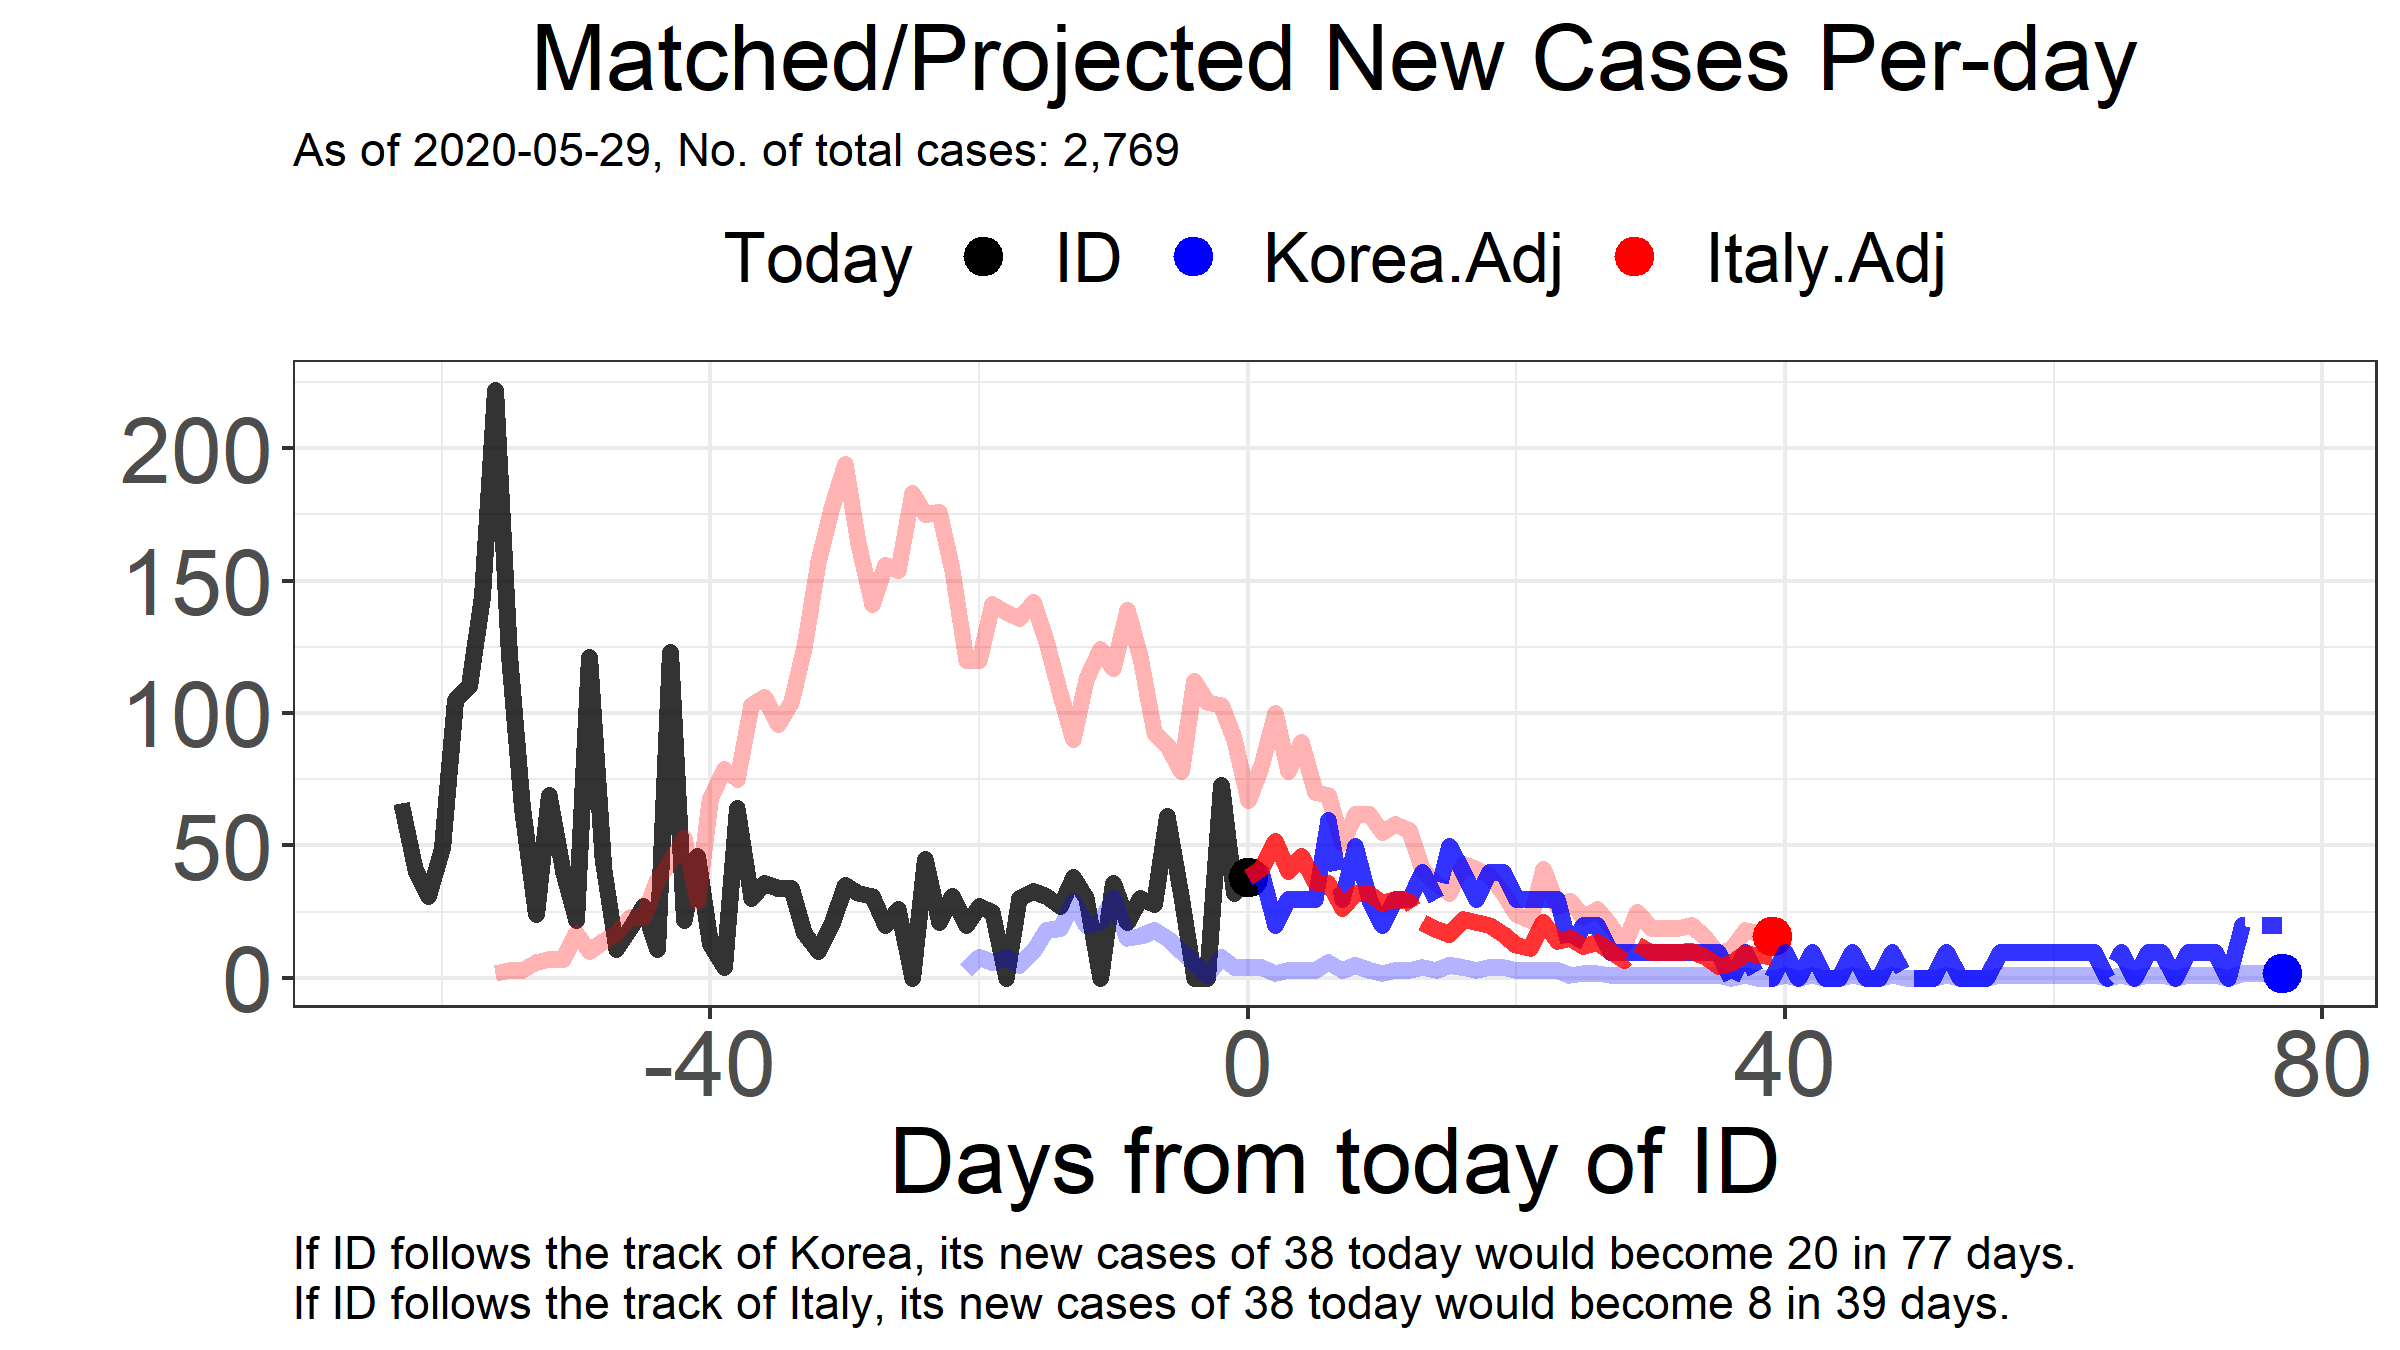 Matched/Projected New Cases Per-day
As of 2020-05-29, No. of total cases: 2,769
Today ID Korea.Adj Italy.Adj
200
150
100
50
0
-40 0 40 80
Days from today of ID
If ID follows the track of Korea, its new cases of 38 today would become 20 in 77 days.
If ID follows the track of Italy, its new cases of 38 today would become 8 in 39 days.